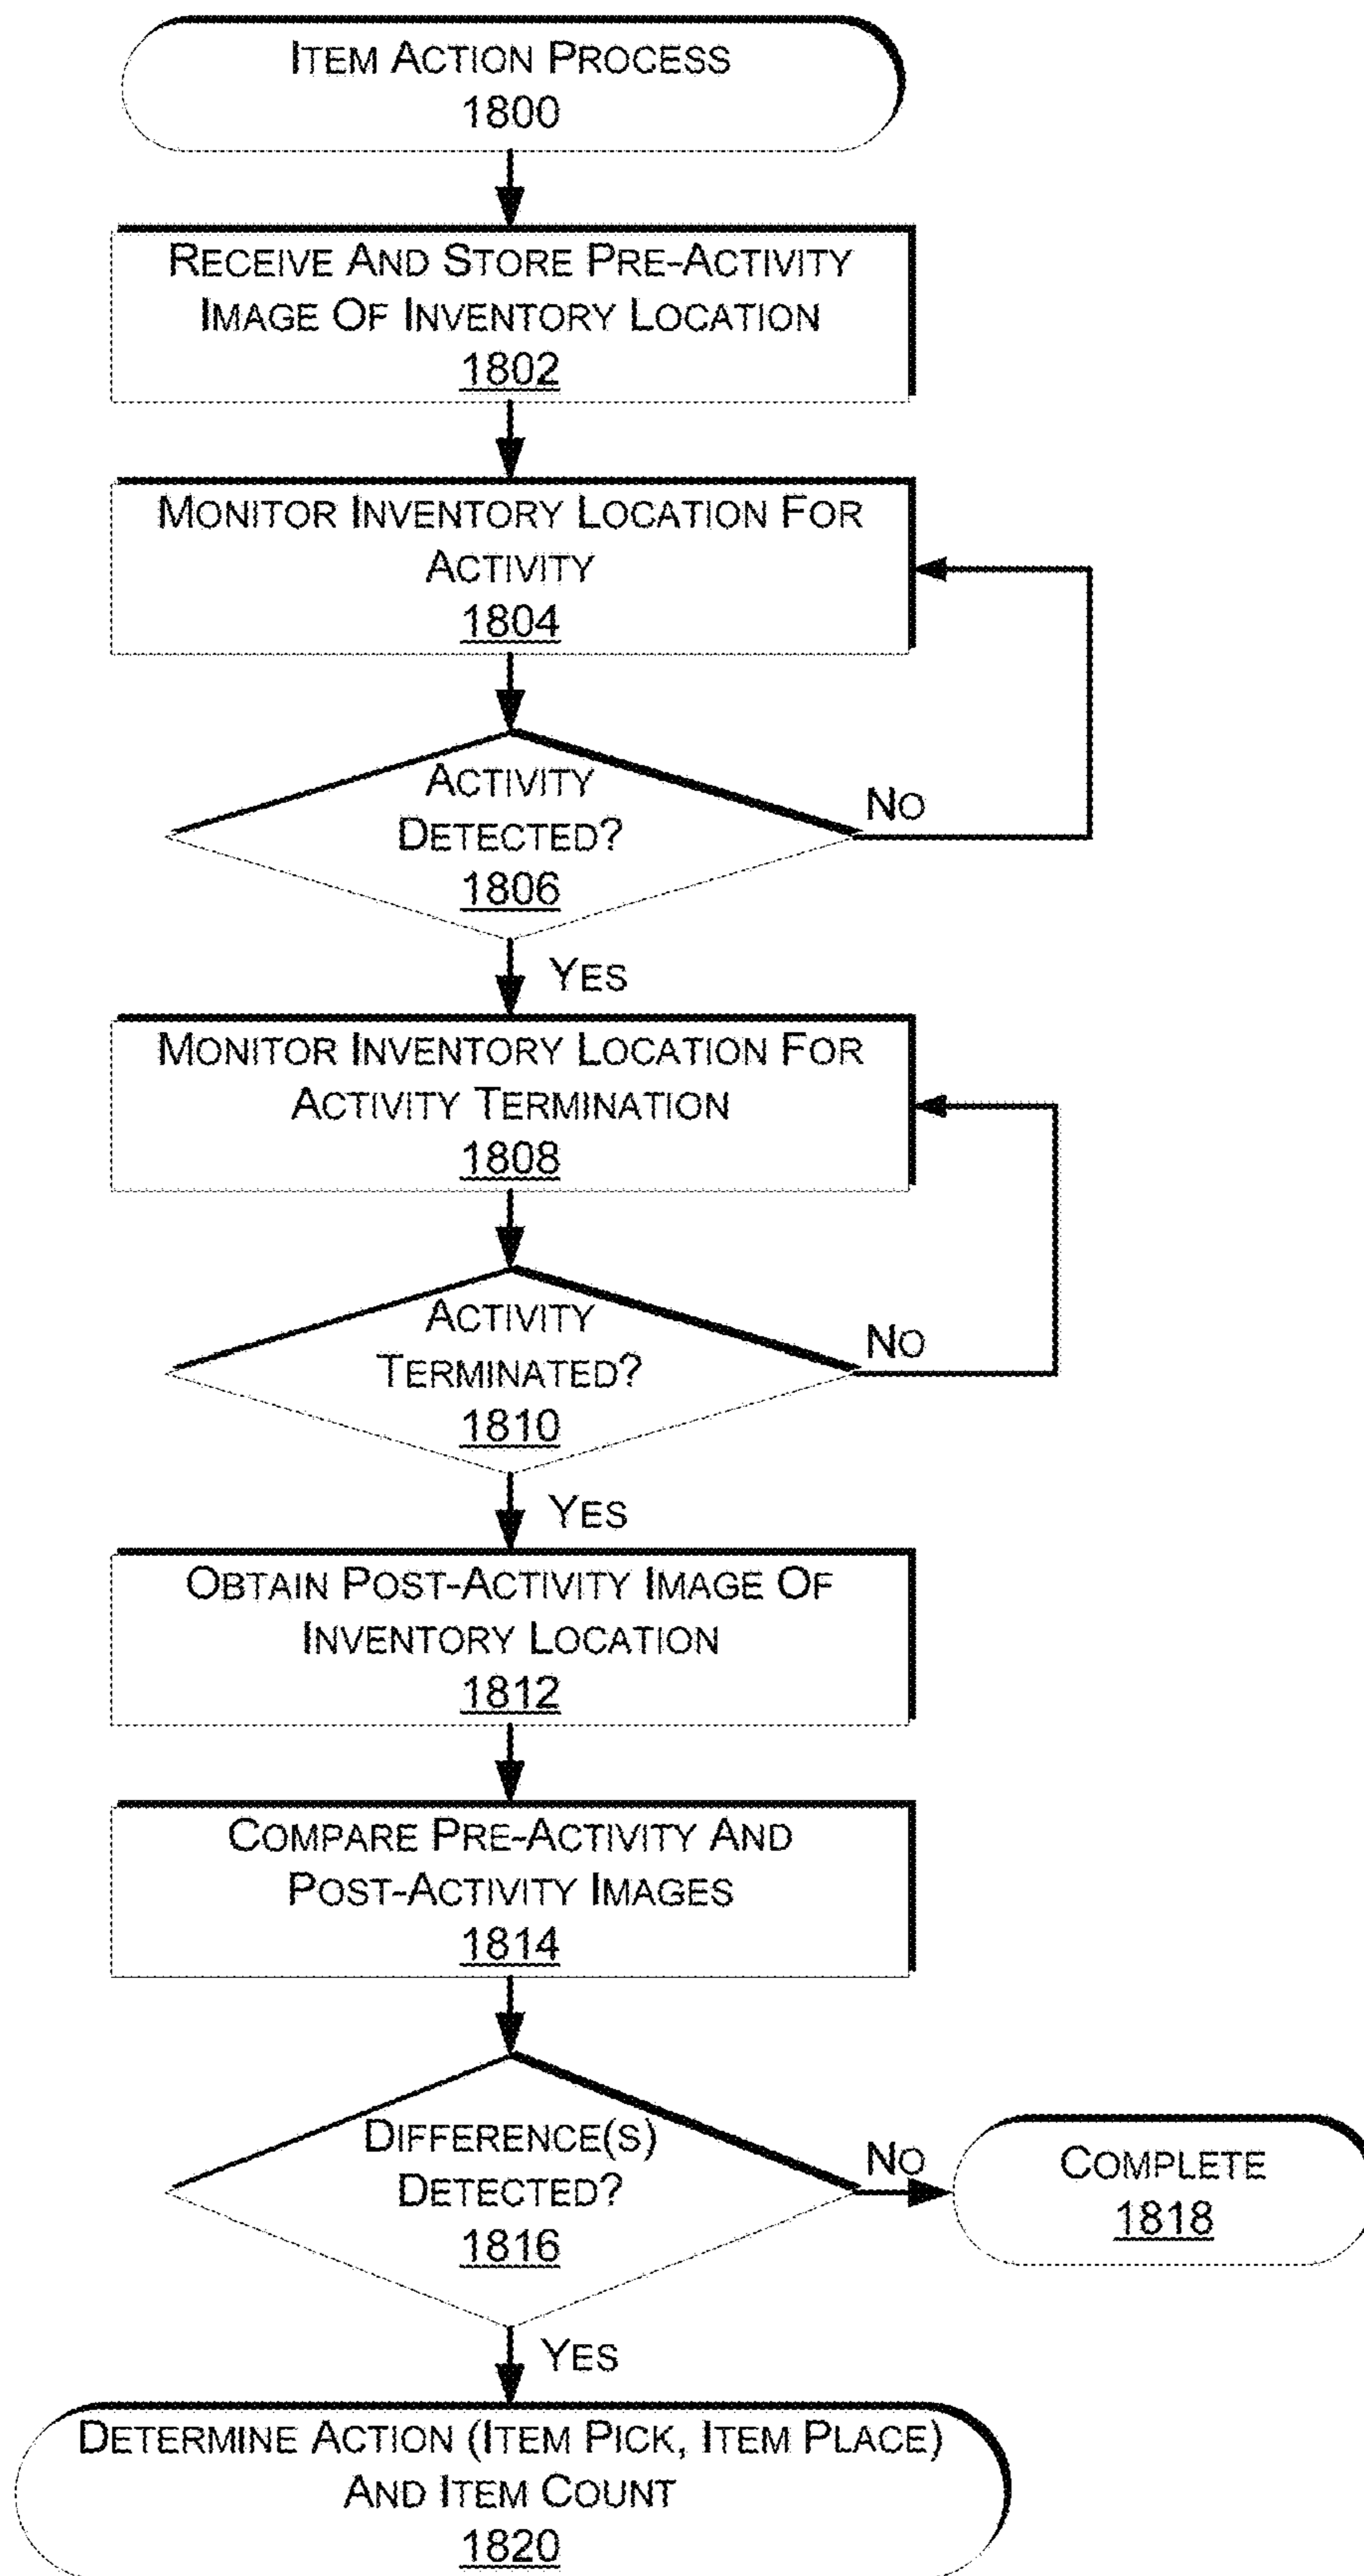 ITEM ACTION PROCESS
1800
RECEIVE AND STORE PRE-ACTIVITY
IMAGE OF INVENTORY LOCATION
1802
MONITOR INVENTORY LOCATION FOR
ACTIVITY
1804
ACTIVITY
DETECTED?
1806
NO
YES
MONITOR INVENTORY LOCATION FOR
ACTIVITY TERMINATION
1808
ACTIVITY
TERMINATED?
1810
NO
YES
OBTAIN POST-ACTIVITY IMAGE OF
INVENTORY LOCATION
1812
COMPARE PRE-ACTIVITY AND
POST-ACTIVITY IMAGES
1814
DIFFERENCE(S)
DETECTED?
1816
NO
COMPLETE
1818
YES
DETERMINE ACTION (ITEM PICK, ITEM PLACE)
AND ITEM COUNT
1820